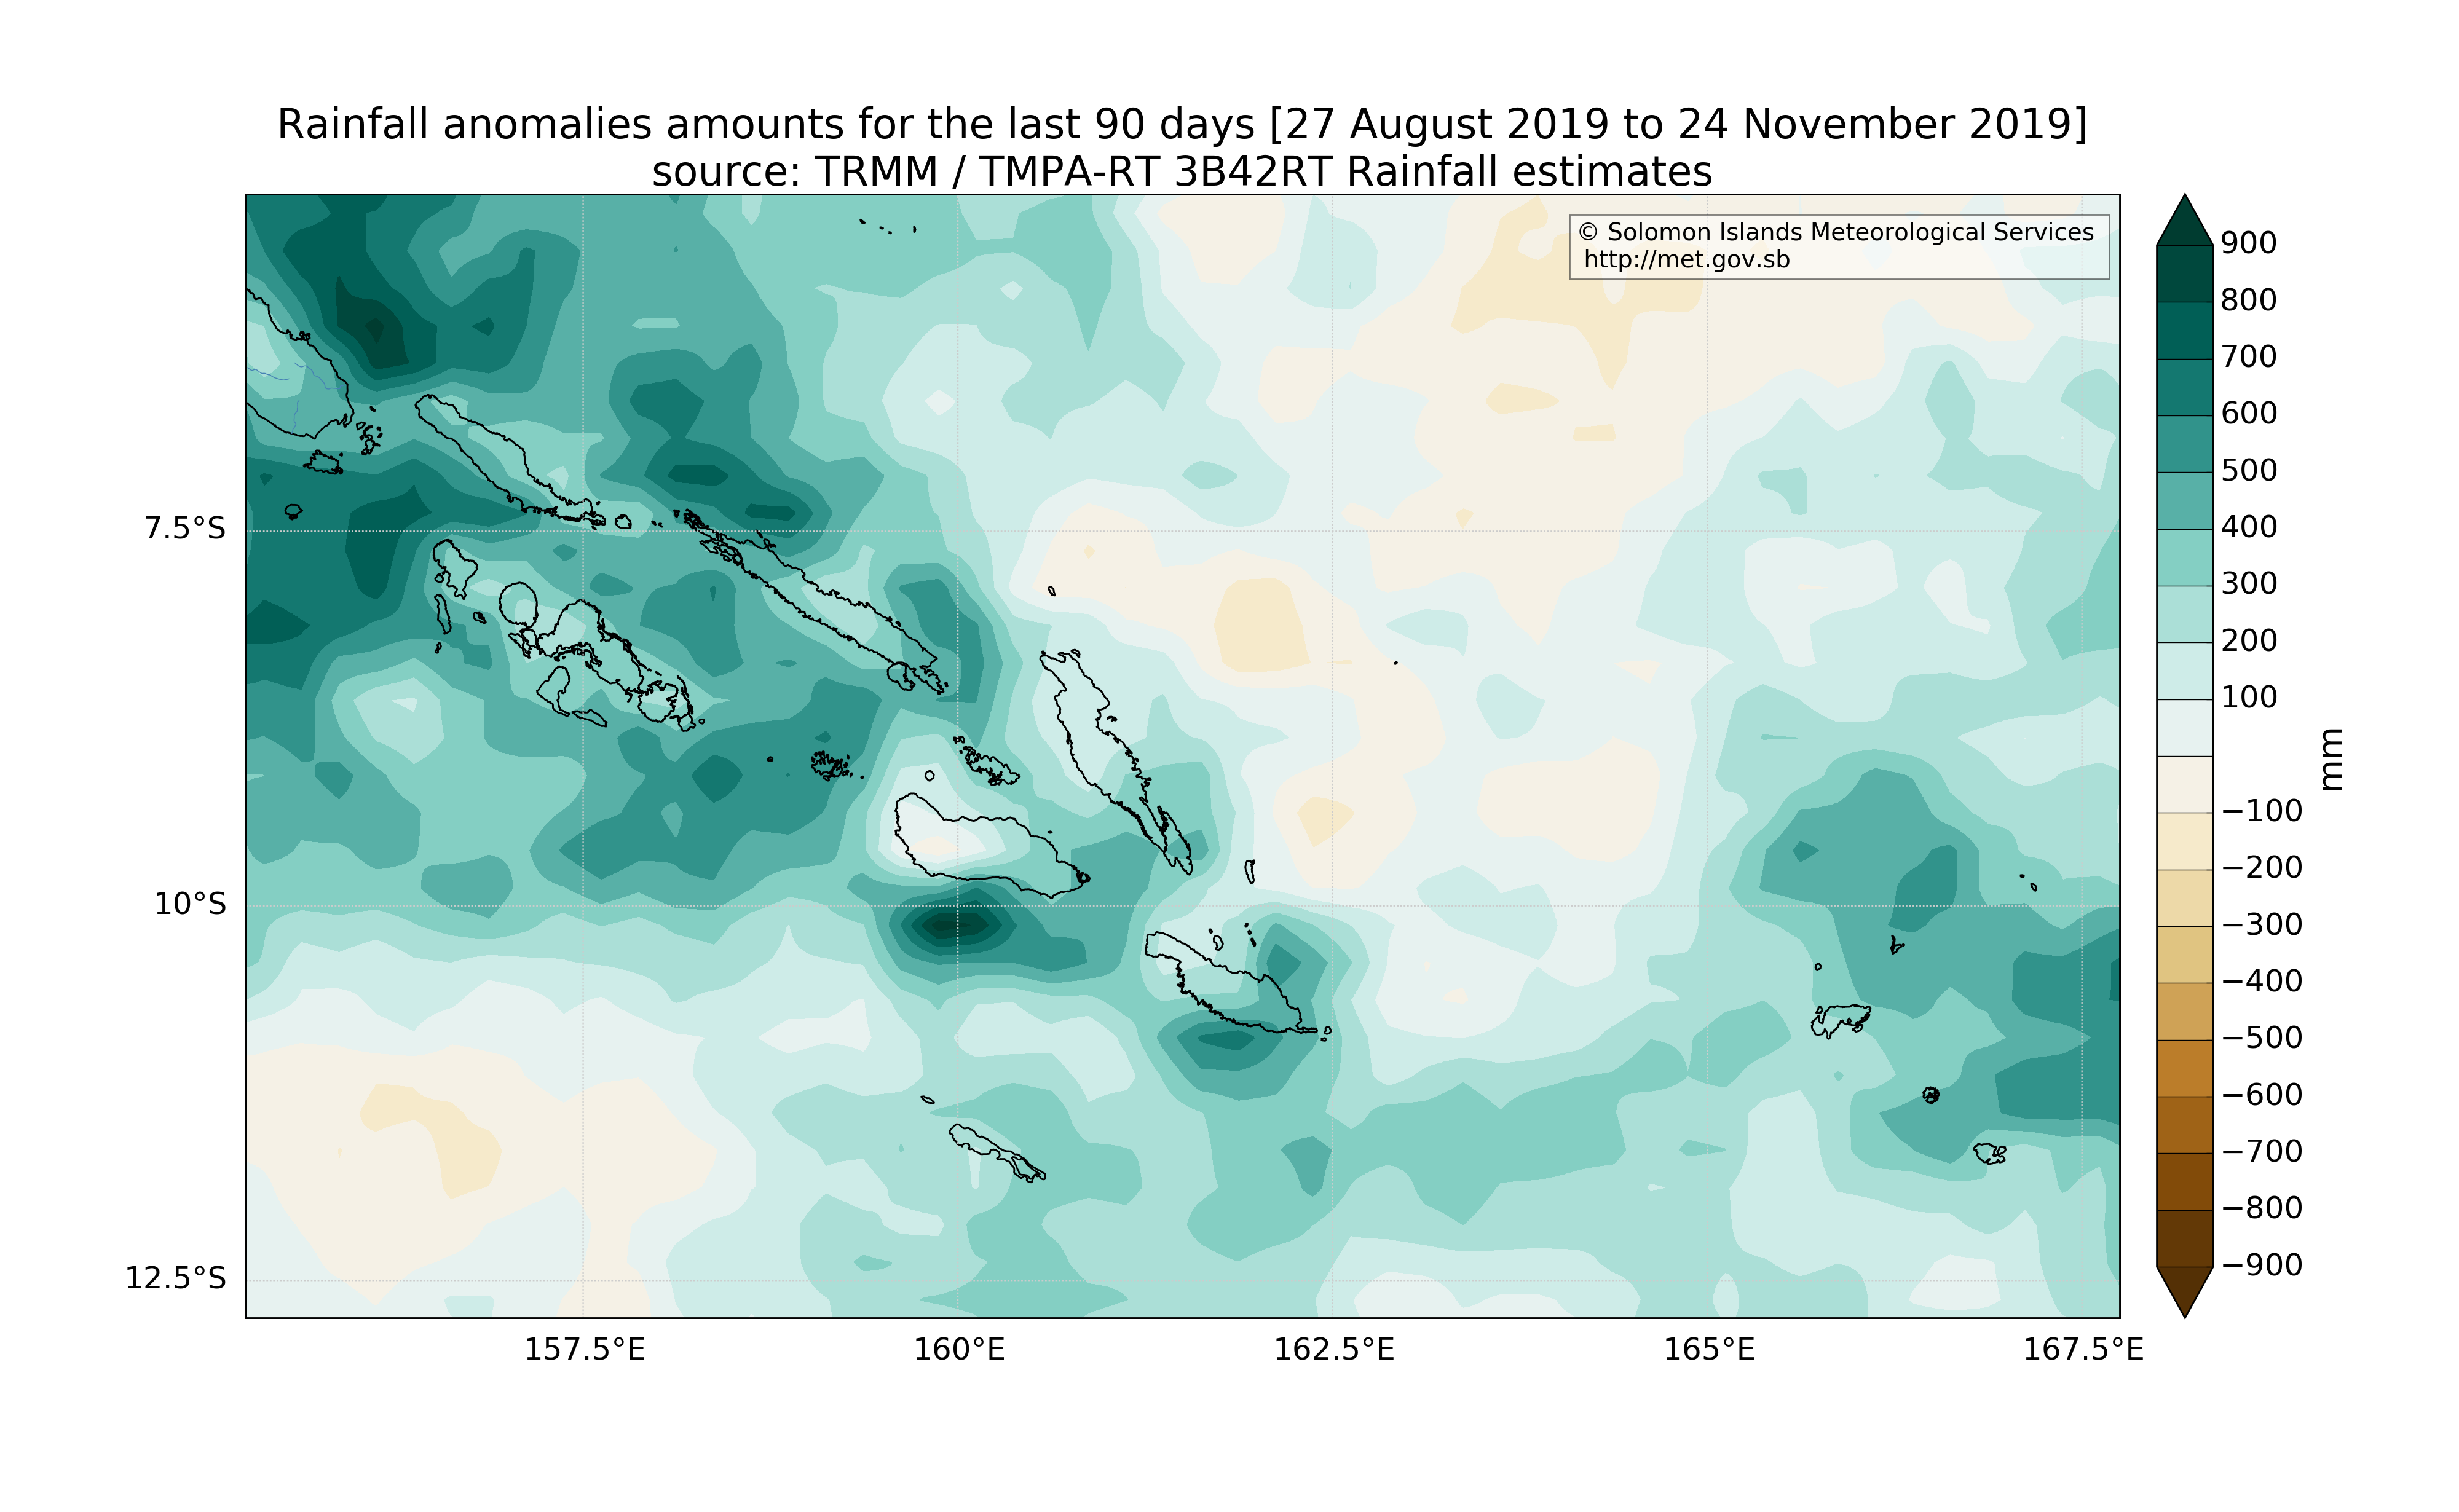 Rainfall anomalies amounts for the last 90 days [27 August 2019 to 24 November 2019]
source: TRMM / TMPA-RT 3B42RT Rainfall estimates
© Solomon Islands Meteorological Services
http://met.gov.sb
7.5°S
10°S
12.5°S
157.5°E
160°E
162.5°E
165°E
167.5°E
900
800
700
600
500
400
300
200
100
−100
−200
−300
−400
−500
−600
−700
−800
−900
mm